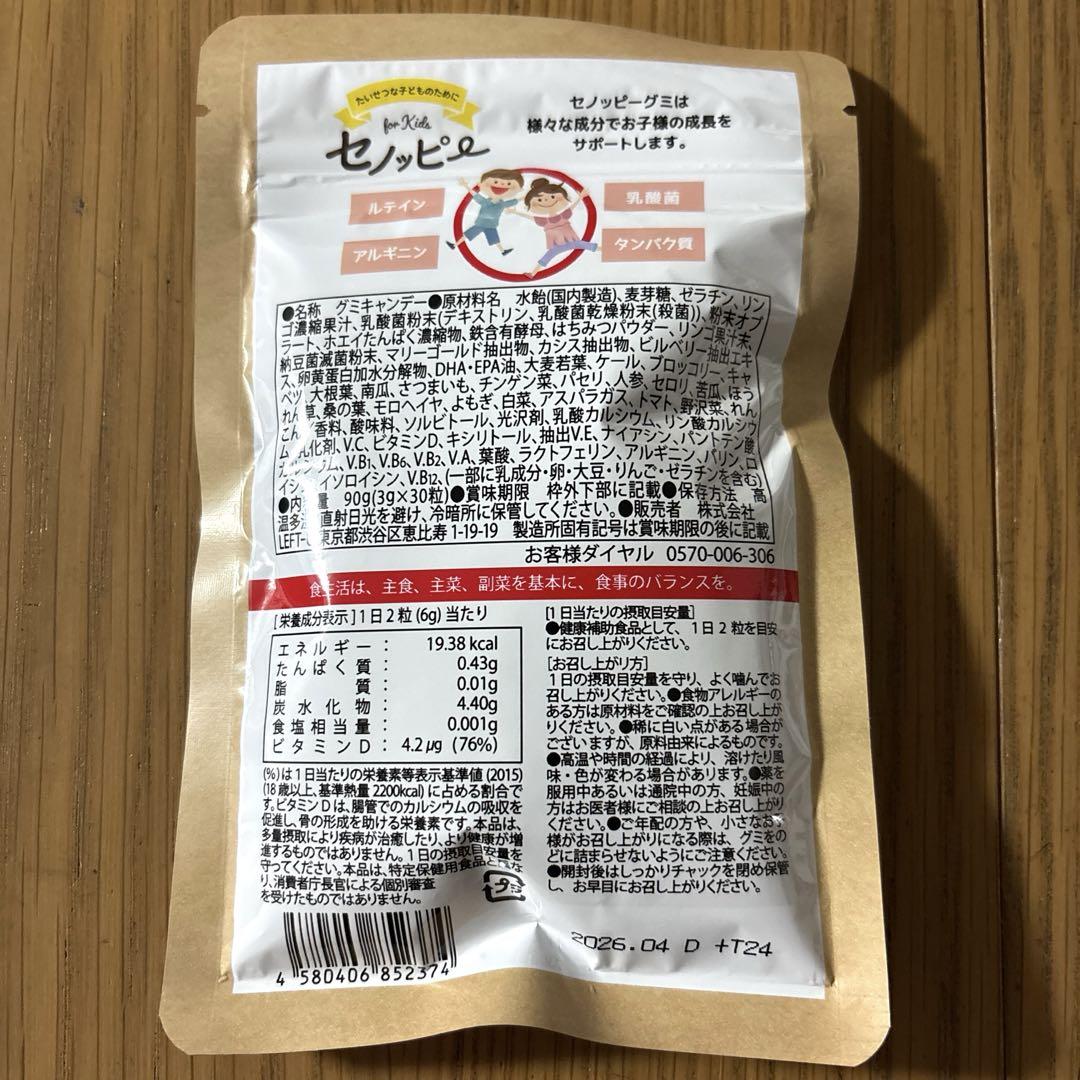 たいせつな子どものために
for Kids
セノッピー
セノッピーグミは
様々な成分でお子様の成長を
サポートします。
ルテイン
乳酸菌
アルギニン
タンパク質
●名称 グミキャンデー●原材料名 水飴(国内製造)、麦芽糖、ゼラチン、リン
ゴ濃縮果汁、乳酸菌粉末(デキストリン、乳酸菌乾燥粉末(殺菌))、粉末オブ
ラート、ホエイたんぱく濃縮物、鉄含有酵母、はちみつパウダー、リンゴ果汁末、
納豆菌滅菌粉末、マリーゴールド抽出物、カシス抽出物、ビルベリー抽出エキ
ス、卵黄蛋白加水分解物、DHA・EPA油、大麦若葉、ケール、ブロッコリー、キャ
ベツ、大根葉、南瓜、さつまいも、チンゲン菜、パセリ、人参、セロリ、苦瓜、ほう
れん草、桑の葉、モロヘイヤ、よもぎ、白菜、アスパラガス、トマト、野沢菜、れん
こん/香料、酸味料、ソルビトール、光沢剤、乳酸カルシウム、リン酸カルシウ
ム、乳化剤、V.C、ビタミンD、キシリトール、抽出V.E、ナイアシン、パントテン酸
カルシウム、V.B1、V.B6、V.B2、V.A、葉酸、ラクトフェリン、アルギニン、バリン、ロ
イシン、イソロイシン、V.B12、(一部に乳成分・卵・大豆・りんご・ゼラチンを含む)
●内 量 90g(3g×30粒)●賞味期限 枠外下部に記載●保存方法 高
温多湿 直射日光を避け、冷暗所に保管してください。●販売者 株式会社
LEFT-U 東京都渋谷区恵比寿1-19-19 製造所固有記号は賞味期限の後に記載
お客様ダイヤル 0570-006-306
食生活は、主食、主菜、副菜を基本に、食事のバランスを。
[栄養成分表示]1日2粒(6g)当たり
エネルギー: 19.38kcal
たんぱく質: 0.43g
脂質: 0.01g
炭水化物: 4.40g
食塩相当量: 0.001g
ビタミンD: 4.2μg (76%)
(%)は1日当たりの栄養素等表示基準値(2015)
(18歳以上、基準熱量2200kcal)に占める割合で
す。ビタミンDは、腸管でのカルシウムの吸収を
促進し、骨の形成を助ける栄養素です。本品は、
多量摂取により疾病が治癒したり、より健康が増
進するものではありません。1日の摂取目安量を
守ってください。本品は、特定保健用食品と異な
り、消費者庁長官による個別審査
を受けたものではありません。
プラ
[1日当たりの摂取目安量]
●健康補助食品として、1日2粒を目安
にお召し上がりください。
[お召し上がり方]
1日の摂取目安量を守り、よく噛んでお
召し上がりください。●食物アレルギーの
ある方は原材料をご確認の上お召し上が
りください。●稀に白い点がある場合が
ございますが、原料由来によるものです。
●高温や時間の経過により、溶けたり風
味・色が変わる場合があります。●薬を
服用中あるいは通院中の方、妊娠中の
方はお医者様にご相談の上お召し上がり
ください。●ご年配の方や、小さなお子
様がお召し上がりになる際は、グミをの
どに詰まらせないようにご注意ください。
●開封後はしっかりチャックを閉め保管
し、お早目にお召し上がりください。
2026.04 D +T24
4 580406 852374